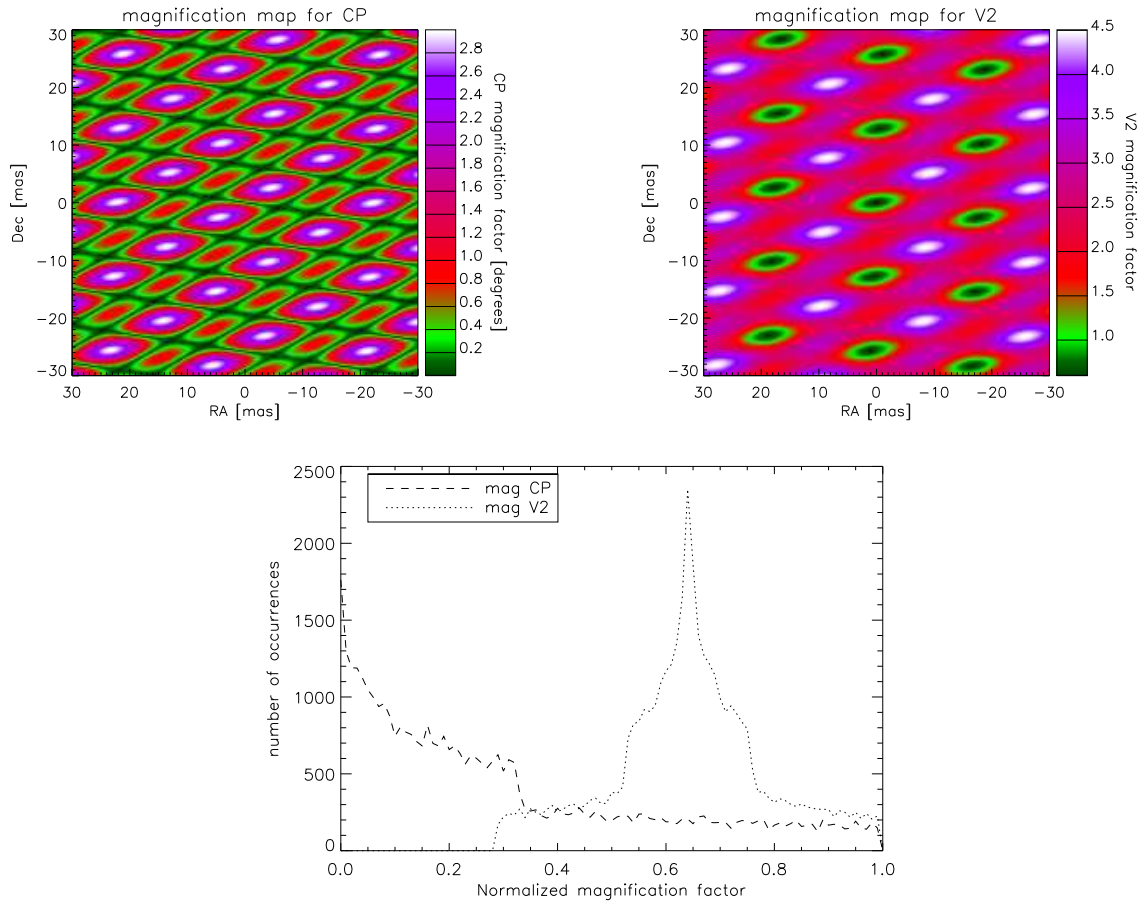 magnification map for CP
30
20
10
0
−10
−20
−30
Dec [mas]
30 20 10 0 −10 −20 −30
RA [mas]
2.8
2.6
2.4
2.2
2.0
1.8
1.6
1.4
1.2
1.0
0.8
0.6
0.4
0.2
CP magnification factor [degrees]
magnification map for V2
30
20
10
0
−10
−20
−30
Dec [mas]
30 20 10 0 −10 −20 −30
RA [mas]
4.5
4.0
3.5
3.0
2.5
2.0
1.5
1.0
V2 magnification factor
2500
2000
1500
1000
500
0
number of occurrences
mag CP
mag V2
0.0 0.2 0.4 0.6 0.8 1.0
Normalized magnification factor